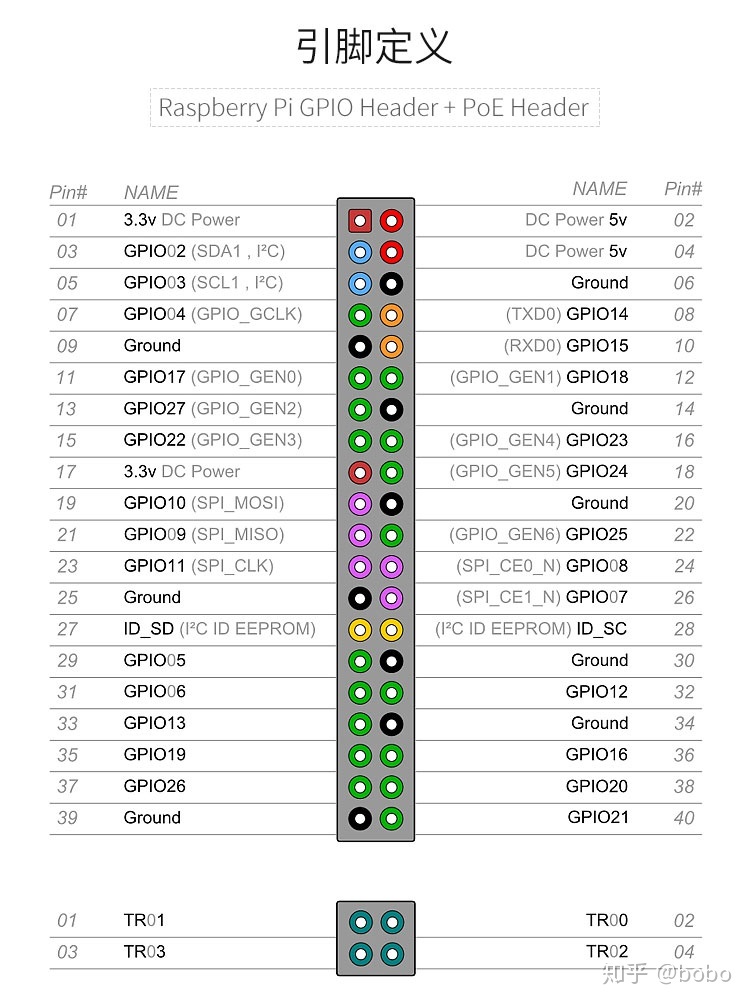 引脚定义
Raspberry Pi GPIO Header + PoE Header
Pin# NAME NAME Pin#
01 3.3v DC Power DC Power 5v 02
03 GPIO02 (SDA1 , I²C) DC Power 5v 04
05 GPIO03 (SCL1 , I²C) Ground 06
07 GPIO04 (GPIO_GCLK) (TXD0) GPIO14 08
09 Ground (RXD0) GPIO15 10
11 GPIO17 (GPIO_GEN0) (GPIO_GEN1) GPIO18 12
13 GPIO27 (GPIO_GEN2) Ground 14
15 GPIO22 (GPIO_GEN3) (GPIO_GEN4) GPIO23 16
17 3.3v DC Power (GPIO_GEN5) GPIO24 18
19 GPIO10 (SPI_MOSI) Ground 20
21 GPIO09 (SPI_MISO) (GPIO_GEN6) GPIO25 22
23 GPIO11 (SPI_CLK) (SPI_CE0_N) GPIO08 24
25 Ground (SPI_CE1_N) GPIO07 26
27 ID_SD (I²C ID EEPROM) (I²C ID EEPROM) ID_SC 28
29 GPIO05 Ground 30
31 GPIO06 GPIO12 32
33 GPIO13 Ground 34
35 GPIO19 GPIO16 36
37 GPIO26 GPIO20 38
39 Ground GPIO21 40
01 TR01 TR00 02
03 TR03 TR02 04
知乎 @bobo